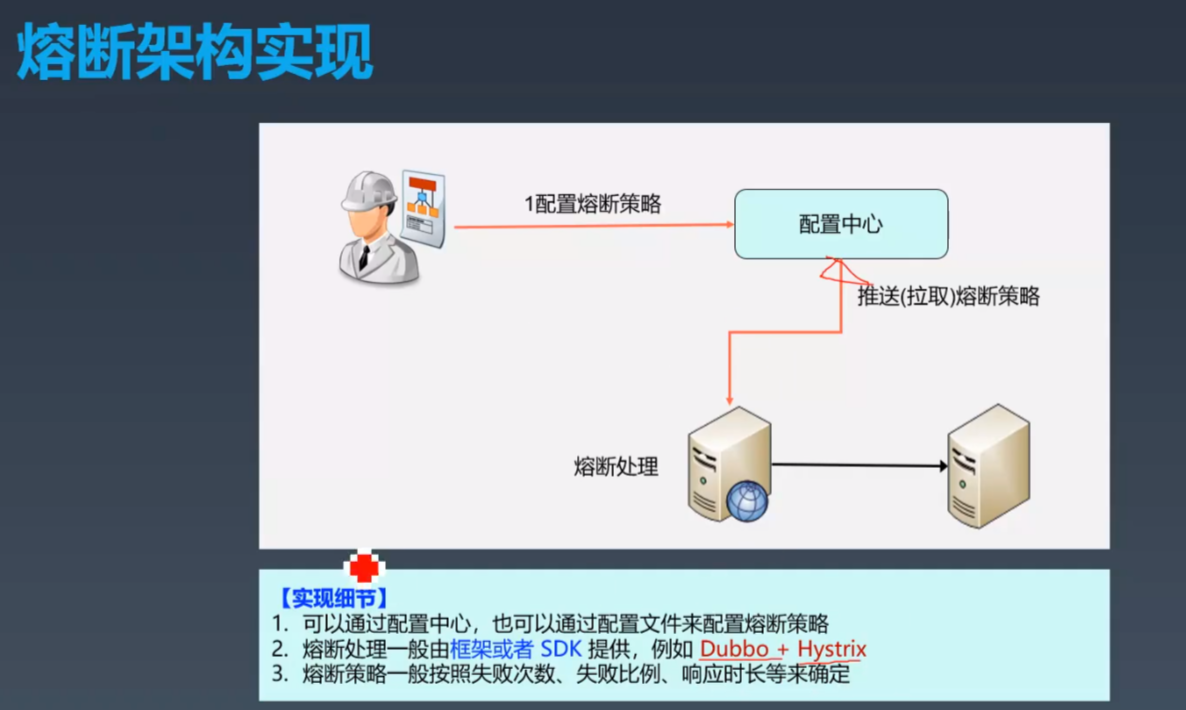 熔断架构实现
1配置熔断策略
配置中心
推送(拉取)熔断策略
熔断处理
【实现细节】
1. 可以通过配置中心，也可以通过配置文件来配置熔断策略
2. 熔断处理一般由框架或者 SDK 提供，例如 Dubbo + Hystrix
3. 熔断策略一般按照失败次数、失败比例、响应时长等来确定